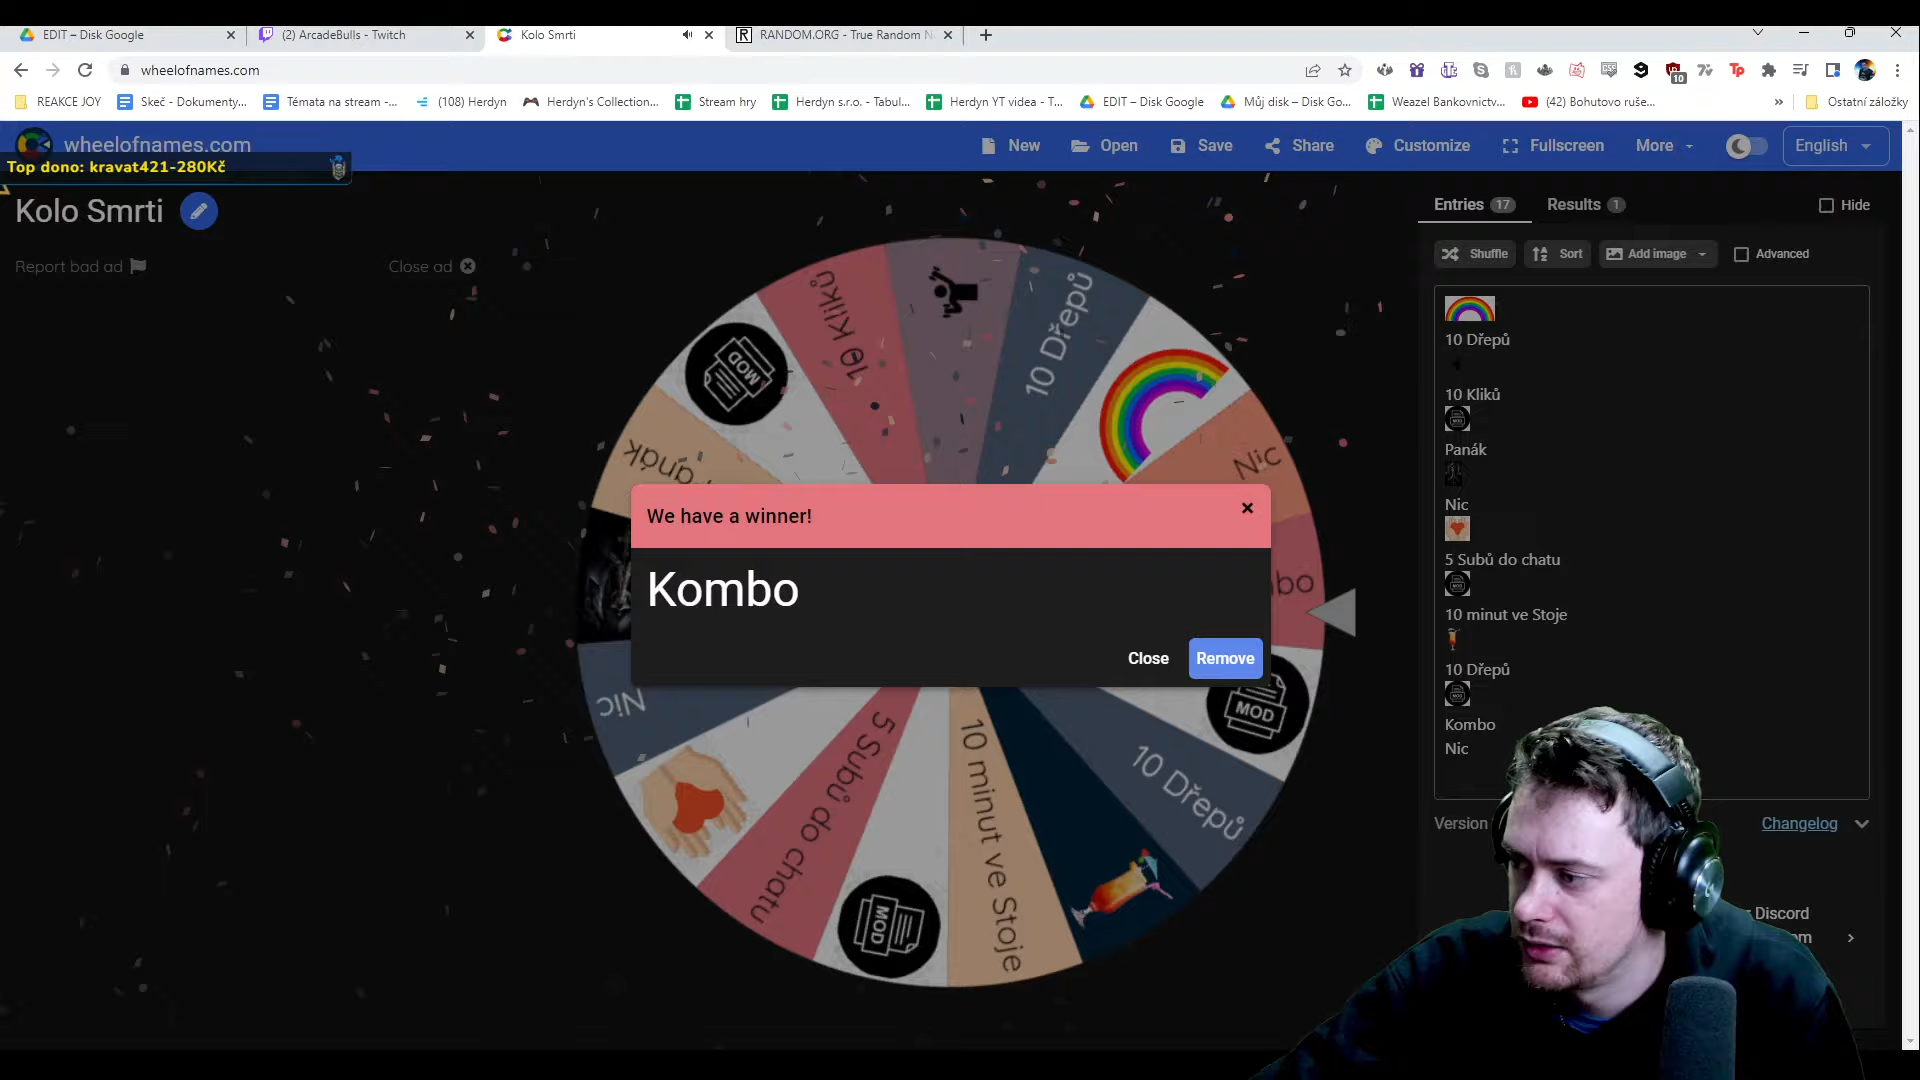 EDIT – Disk Google
(2) ArcadeBulls - Twitch
Kolo Smrti
RANDOM.ORG - True Random N
wheelofnames.com
10
REAKCE JOY
Skeč - Dokumenty...
Témata na stream -...
(108) Herdyn
Herdyn's Collection...
Stream hry
Herdyn s.r.o. - Tabul...
Herdyn YT videa - T...
EDIT – Disk Google
Můj disk – Disk Go...
Weazel Bankovnictv...
(42) Bohutovo ruše...
»
Ostatní záložky
wheelofnames.com
New
Open
Save
Share
Customize
Fullscreen
More
English
Top dono: kravat421-280Kč
Kolo Smrti
Report bad ad
Close ad
Entries 17
Results 1
Hide
Shuffle
Sort
Add image
Advanced
10 Dřepů
10 Kliků
Panák
Nic
5 Subů do chatu
10 minut ve Stoje
10 Dřepů
Kombo
Nic
Version
Changelog
Discord
10 Kliků
10 Dřepů
MOD
anák
Nic
We have a winner!
Kombo
bo
Close
Remove
MOD
Nic
5 Subů do chatu
10 minut ve Stoje
10 Dřepů
MOD